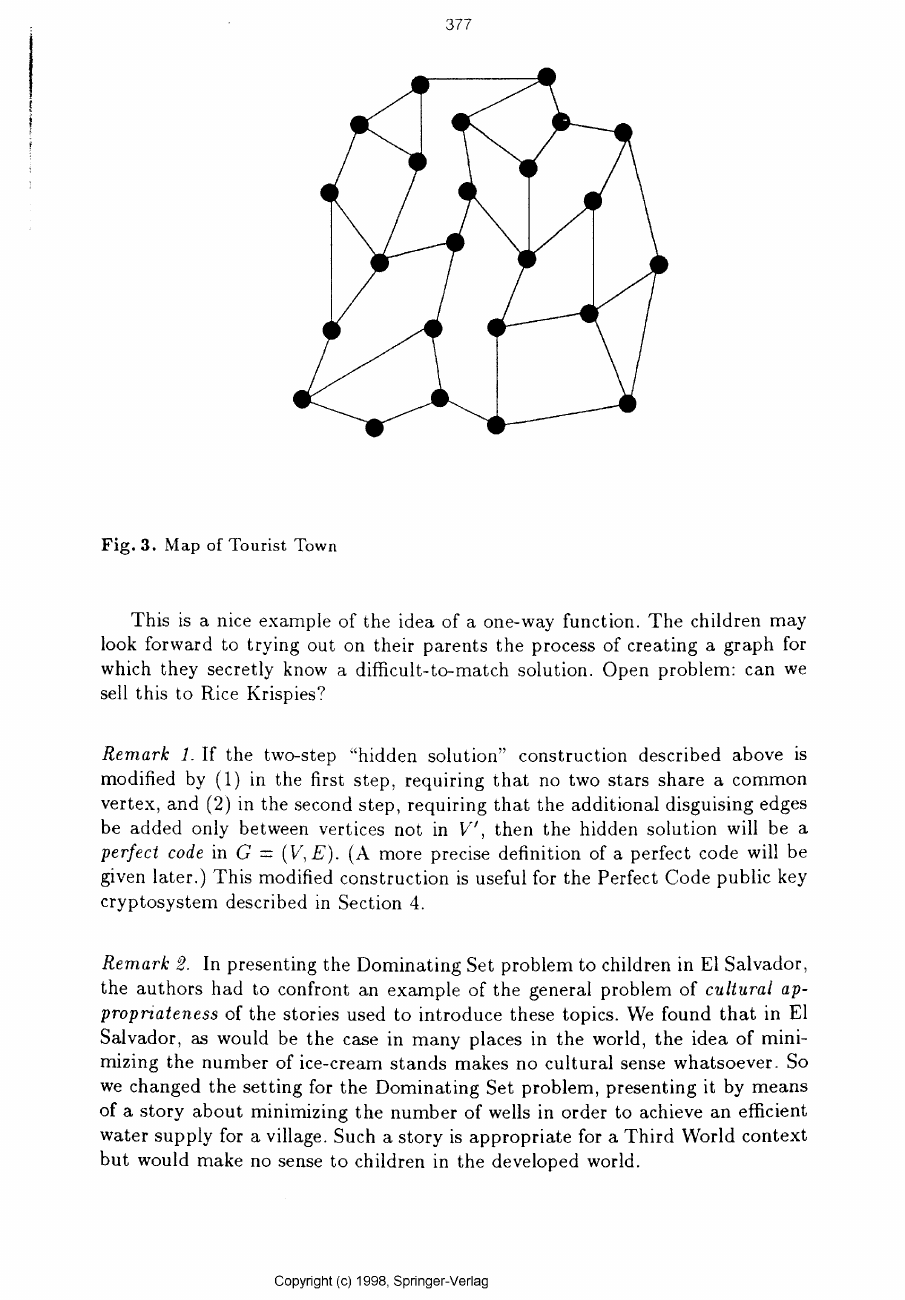 377
Fig. 3. Map of Tourist Town
This is a nice example of the idea of a one-way function. The children may
look forward to trying out on their parents the process of creating a graph for
which they secretly know a difficult-to-match solution. Open problem: can we
sell this to Rice Krispies?
Remark 1. If the two-step “hidden solution” construction described above is
modified by (1) in the first step, requiring that no two stars share a common
vertex, and (2) in the second step, requiring that the additional disguising edges
be added only between vertices not in V′, then the hidden solution will be a
perfect code in G = (V, E). (A more precise definition of a perfect code will be
given later.) This modified construction is useful for the Perfect Code public key
cryptosystem described in Section 4.
Remark 2. In presenting the Dominating Set problem to children in El Salvador,
the authors had to confront an example of the general problem of cultural ap-
propriateness of the stories used to introduce these topics. We found that in El
Salvador, as would be the case in many places in the world, the idea of mini-
mizing the number of ice-cream stands makes no cultural sense whatsoever. So
we changed the setting for the Dominating Set problem, presenting it by means
of a story about minimizing the number of wells in order to achieve an efficient
water supply for a village. Such a story is appropriate for a Third World context
but would make no sense to children in the developed world.
Copyright (c) 1998, Springer-Verlag